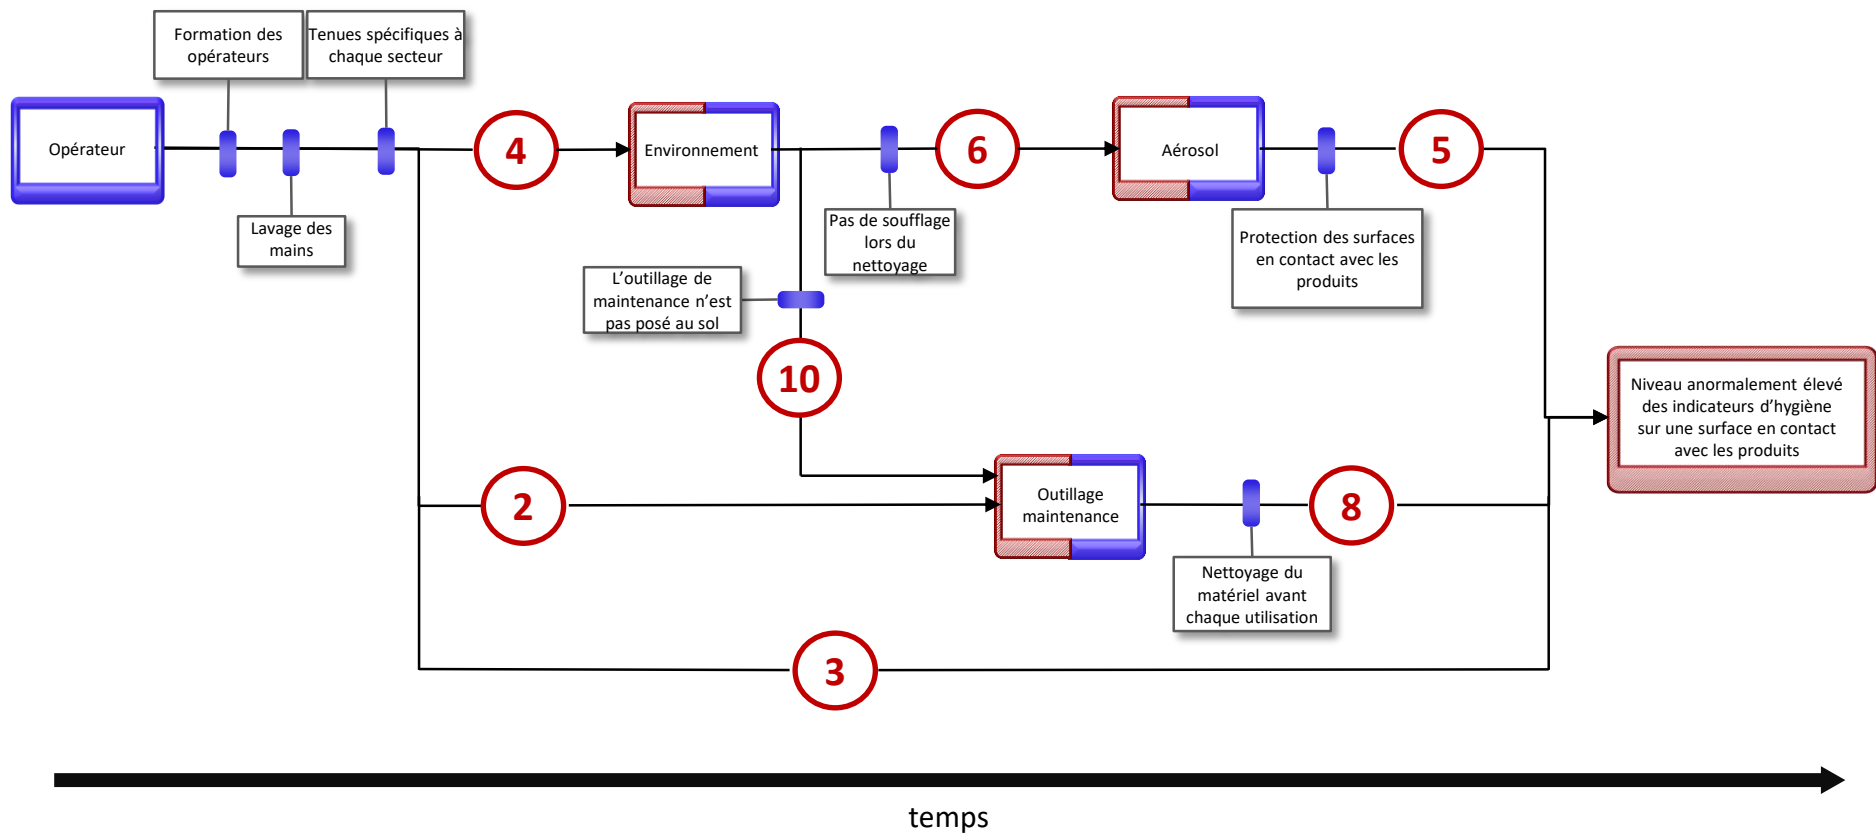 Formation des
opérateurs
Tenues spécifiques à
chaque secteur
Opérateur
4
Environnement
6
Aérosol
5
Lavage des
mains
Pas de soufflage
lors du
nettoyage
Protection des surfaces
en contact avec les
produits
L’outillage de
maintenance n’est
pas posé au sol
10
Niveau anormalement élevé
des indicateurs d’hygiène
sur une surface en contact
avec les produits
2
Outillage
maintenance
8
Nettoyage du
matériel avant
chaque utilisation
3
temps